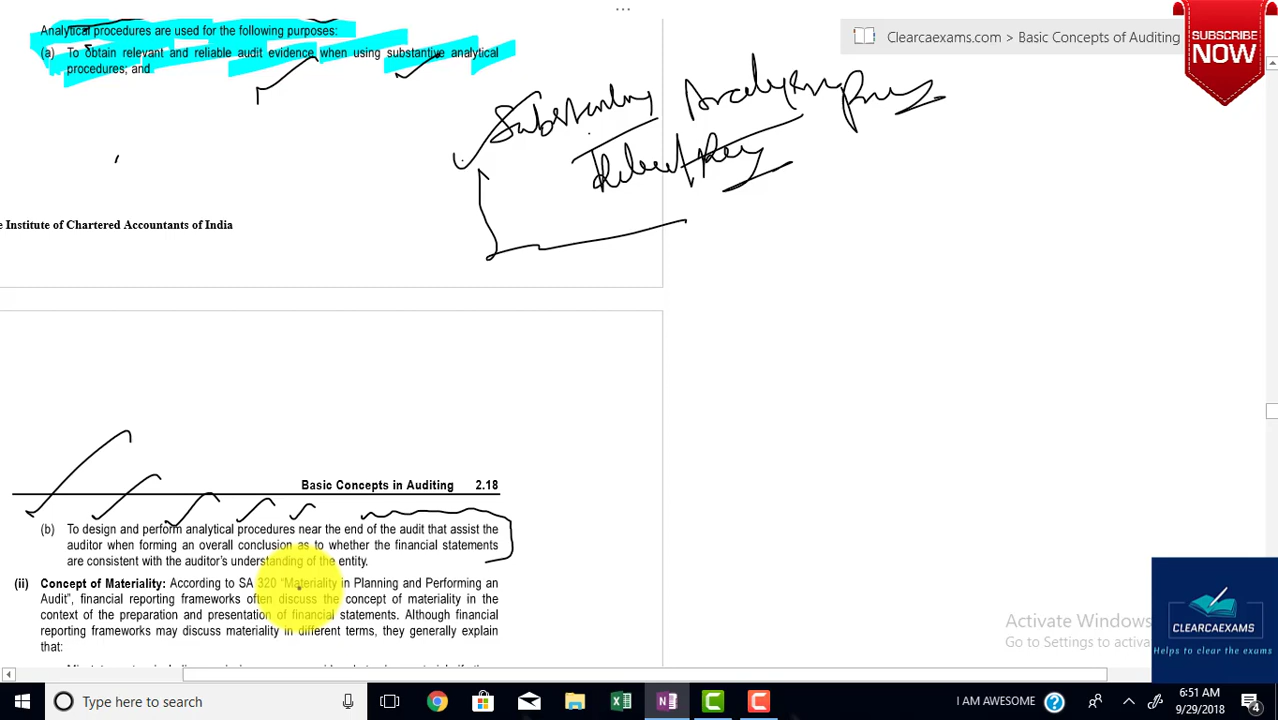 SUBSCRIBE
NOW
Clearcaexams.com > Basic Concepts of Auditing
Analytical procedures are used for the following purposes:
(a) To obtain relevant and reliable audit evidence when using substantive analytical
procedures; and
e Institute of Chartered Accountants of India
Basic Concepts in Auditing 2.18
(b) To design and perform analytical procedures near the end of the audit that assist the
auditor when forming an overall conclusion as to whether the financial statements
are consistent with the auditor's understanding of the entity.
(ii) Concept of Materiality: According to SA 320 "Materiality in Planning and Performing an
Audit", financial reporting frameworks often discuss the concept of materiality in the
context of the preparation and presentation of financial statements. Although financial
reporting frameworks may discuss materiality in different terms, they generally explain
that:
Activate Windows
Go to Settings to activa
CLEARCAEXAMS
Helps to clear the exams
Type here to search
I AM AWESOME
6:51 AM
9/29/2018
4